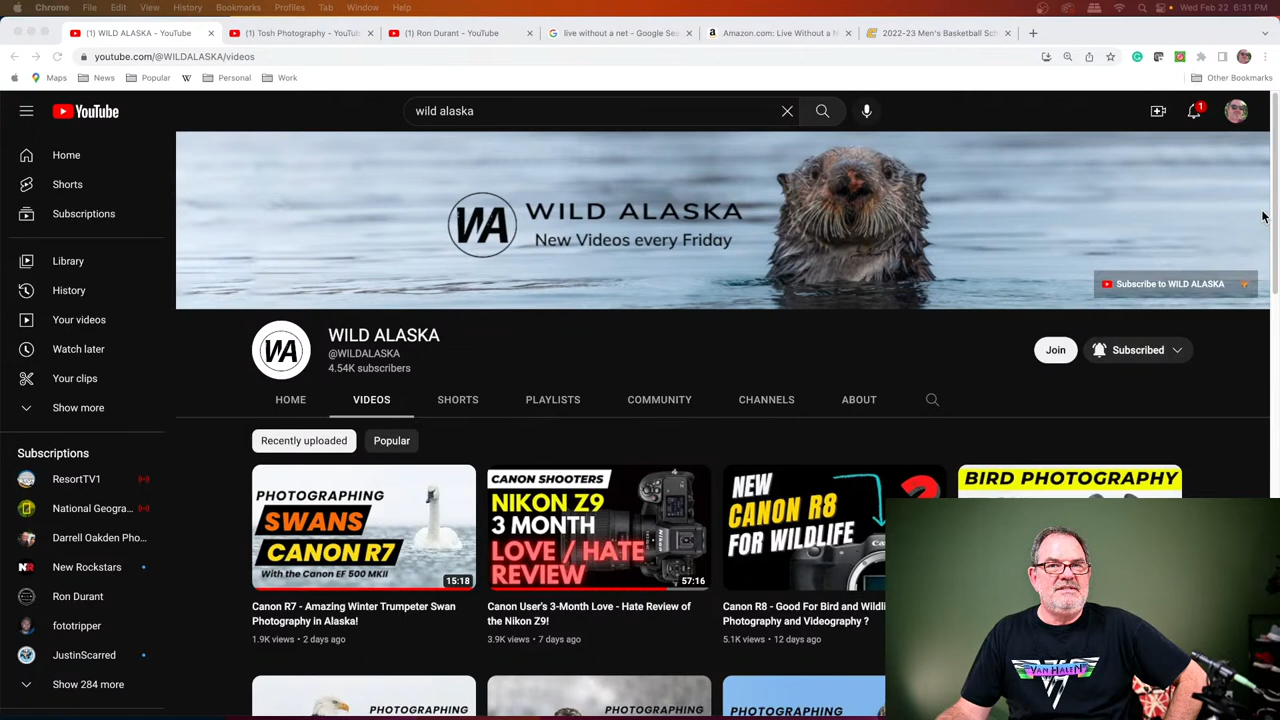 Chrome File Edit View History Bookmarks Profiles Tab Window Help Wed Feb 22 6:31 PM
(1) WILD ALASKA - YouTube (1) Tosh Photography - YouTu (1) Ron Durant - YouTube live without a net - Google Se Amazon.com: Live Without a N 2022-23 Men's Basketball Sch
youtube.com/@WILDALASKA/videos
Maps News Popular Personal Work Other Bookmarks
YouTube
wild alaska
1
Home
Shorts
Subscriptions
Library
History
Your videos
Watch later
Your clips
Show more
Subscriptions
ResortTV1
National Geogra...
Darrell Oakden Pho...
New Rockstars
Ron Durant
fototripper
JustinScarred
Show 284 more
WA WILD ALASKA
New Videos every Friday
Subscribe to WILD ALASKA
WA
WILD ALASKA
@WILDALASKA
4.54K subscribers
Join Subscribed
HOME VIDEOS SHORTS PLAYLISTS COMMUNITY CHANNELS ABOUT
Recently uploaded Popular
PHOTOGRAPHING
SWANS
CANON R7
With the Canon EF 500 MKII
15:18
Canon R7 - Amazing Winter Trumpeter Swan
Photography in Alaska!
1.9K views • 2 days ago
CANON SHOOTERS
NIKON Z9
3 MONTH
LOVE / HATE
REVIEW
57:16
Canon User's 3-Month Love - Hate Review of
the Nikon Z9!
3.9K views • 7 days ago
NEW
CANON R8
FOR WILDLIFE
?
Canon R8 - Good For Bird and Wildli
Photography and Videography ?
5.1K views • 12 days ago
BIRD PHOTOGRAPHY
VAN HALEN
PHOTOGRAPHY
PHOTOGRAPHY
PHOTOGRAPHY